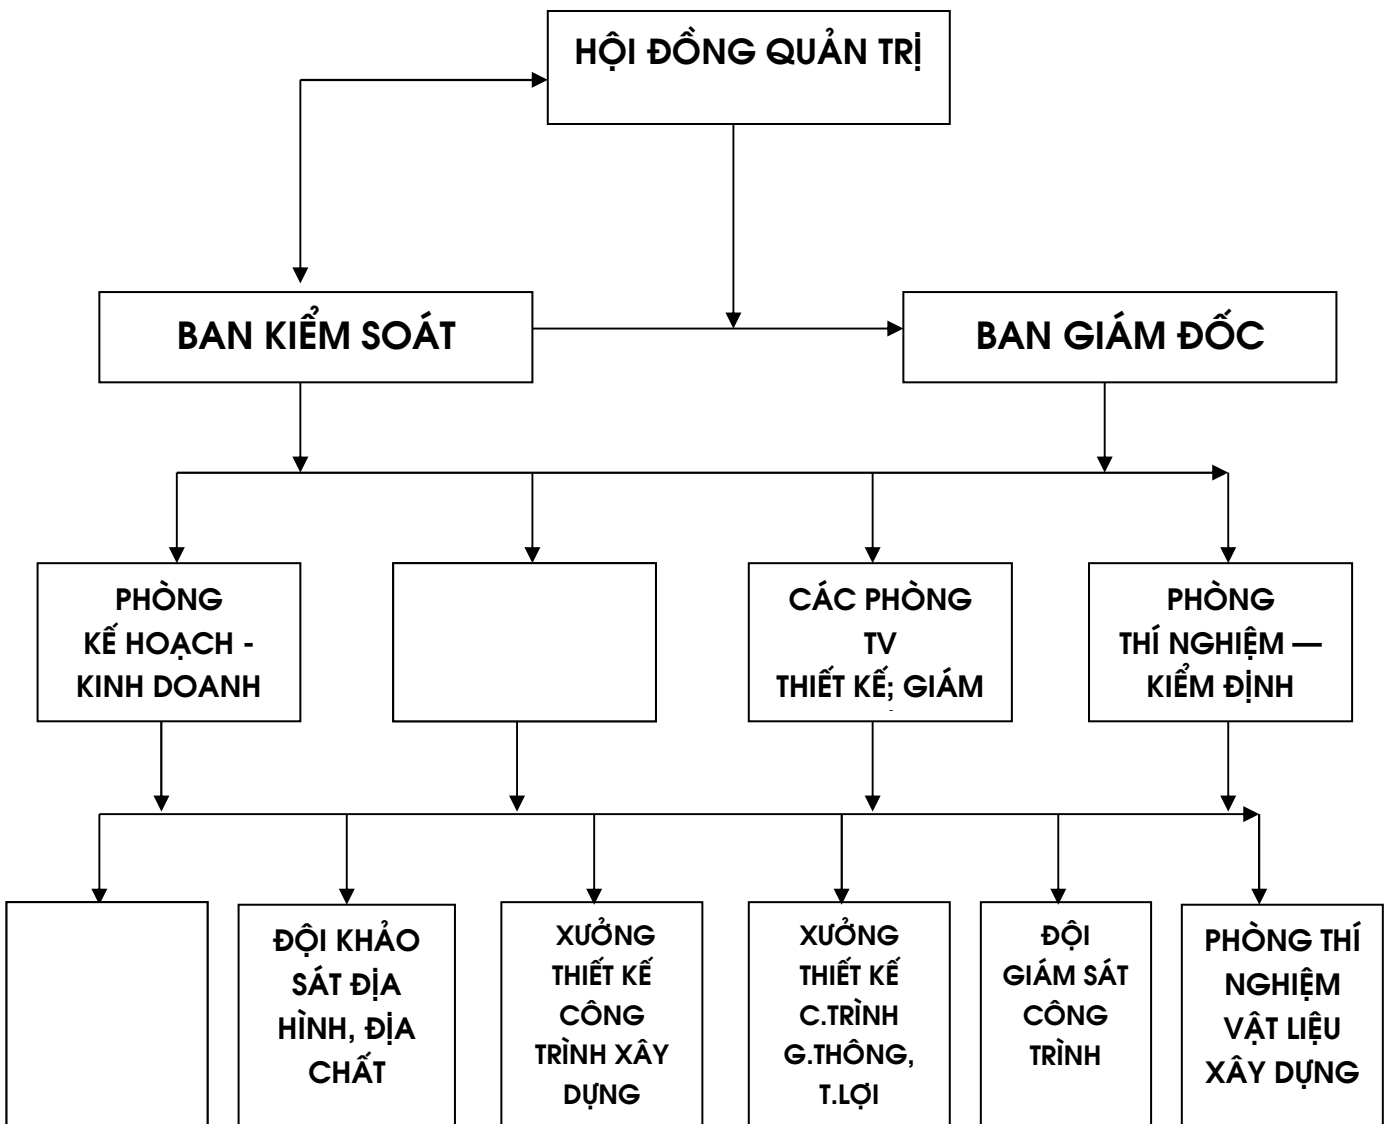 HỘI ĐỒNG QUẢN TRỊ
BAN KIỂM SOÁT
BAN GIÁM ĐỐC
PHÒNG
KẾ HOẠCH -
KINH DOANH
CÁC PHÒNG
TV
THIẾT KẾ; GIÁM
PHÒNG
THÍ NGHIỆM —
KIỂM ĐỊNH
ĐỘI KHẢO
SÁT ĐỊA
HÌNH, ĐỊA
CHẤT
XƯỞNG
THIẾT KẾ
CÔNG
TRÌNH XÂY
DỰNG
XƯỞNG
THIẾT KẾ
C.TRÌNH
G.THÔNG,
T.LỢI
ĐỘI
GIÁM SÁT
CÔNG
TRÌNH
PHÒNG THÍ
NGHIỆM
VẬT LIỆU
XÂY DỰNG